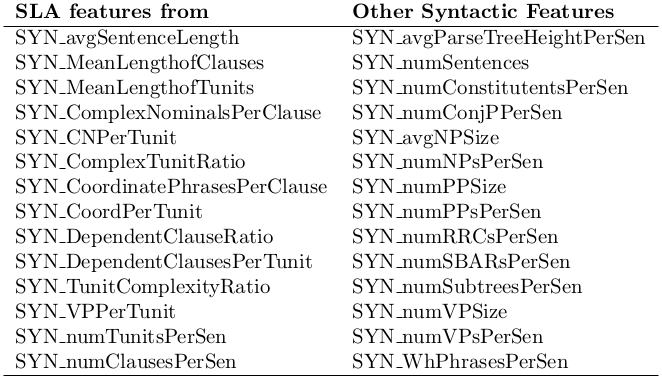 SLA features from Other Syntactic Features
SYN_avgSentenceLength SYN_avgParseTreeHeightPerSen
SYN_MeanLengthofClauses SYN_numSentences
SYN_MeanLengthofTunits SYN_numConstitutentsPerSen
SYN_ComplexNominalsPerClause SYN_numConjPPerSen
SYN_CNPerTunit SYN_avgNPSize
SYN_ComplexTunitRatio SYN_numNPsPerSen
SYN_CoordinatePhrasesPerClause SYN_numPPSize
SYN_CoordPerTunit SYN_numPPsPerSen
SYN_DependentClauseRatio SYN_numRRCsPerSen
SYN_DependentClausesPerTunit SYN_numSBARsPerSen
SYN_TunitComplexityRatio SYN_numSubtreesPerSen
SYN_VPPerTunit SYN_numVPSize
SYN_numTunitsPerSen SYN_numVPsPerSen
SYN_numClausesPerSen SYN_WhPhrasesPerSen